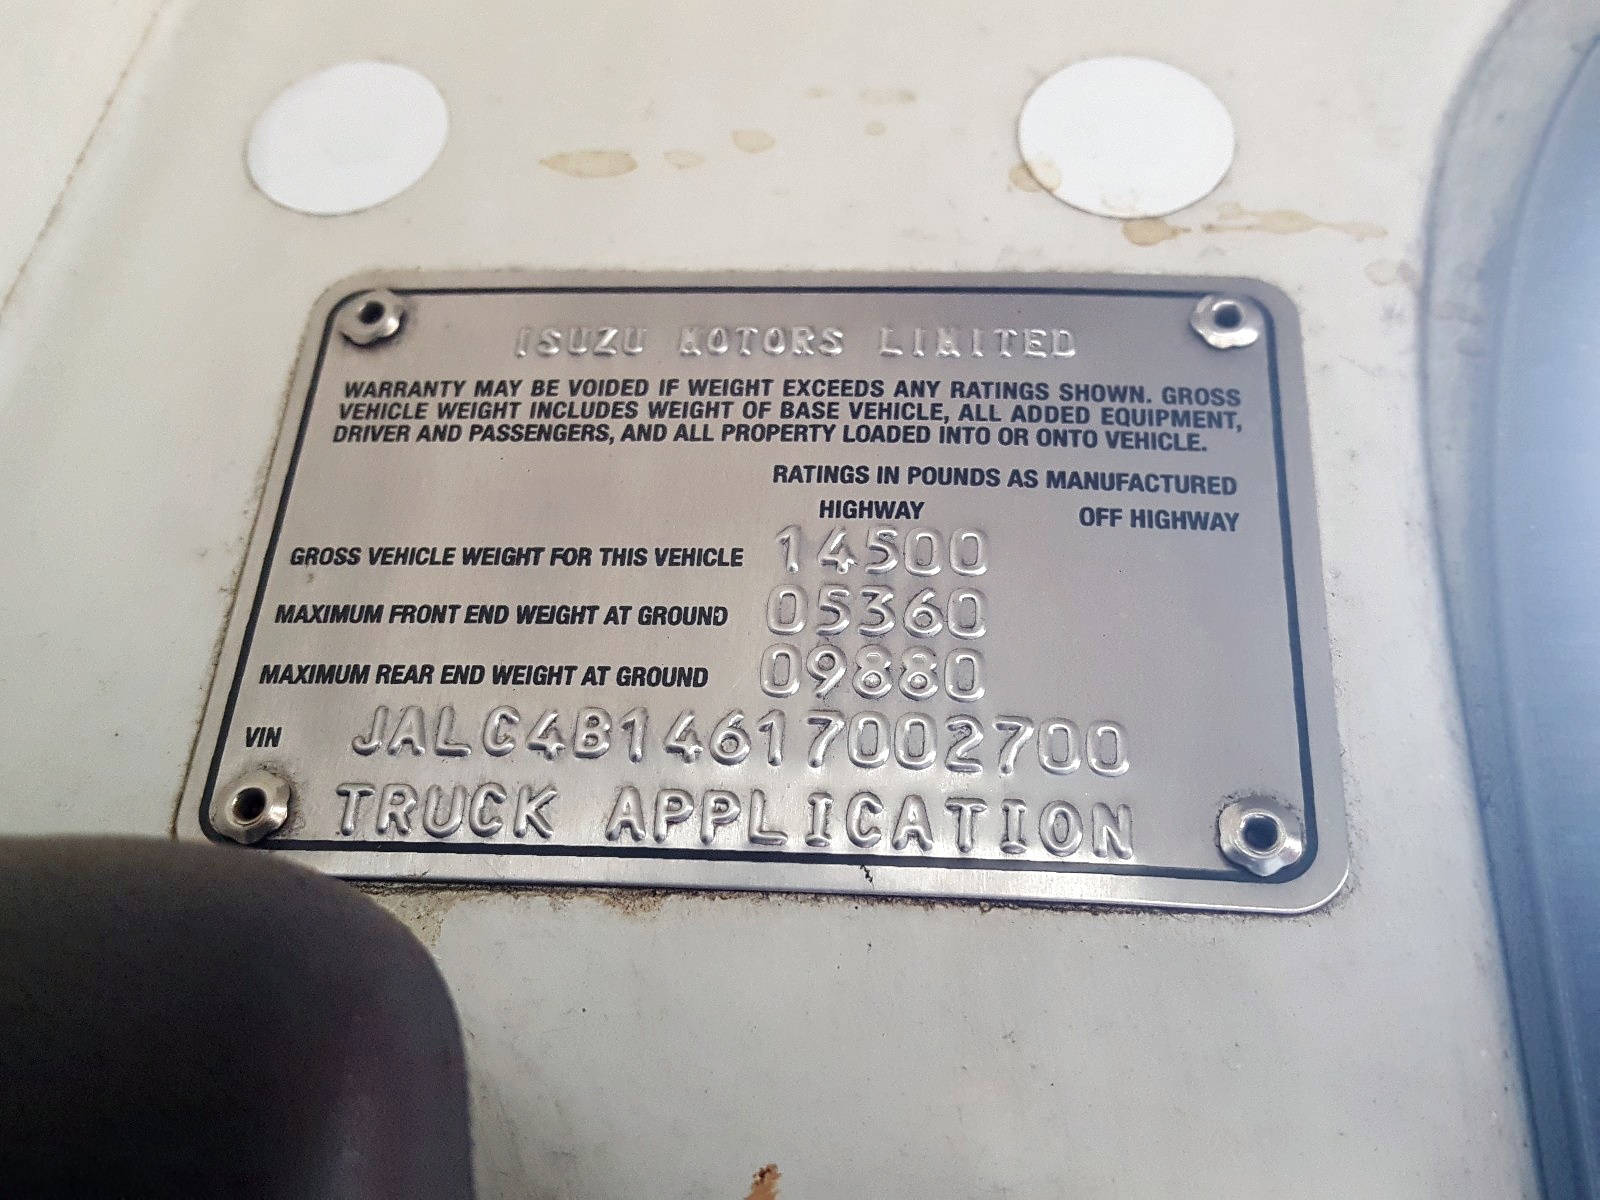 ISUZU MOTORS LIMITED
WARRANTY MAY BE VOIDED IF WEIGHT EXCEEDS ANY RATINGS SHOWN. GROSS
VEHICLE WEIGHT INCLUDES WEIGHT OF BASE VEHICLE, ALL ADDED EQUIPMENT,
DRIVER AND PASSENGERS, AND ALL PROPERTY LOADED INTO OR ONTO VEHICLE.
RATINGS IN POUNDS AS MANUFACTURED
HIGHWAY OFF HIGHWAY
GROSS VEHICLE WEIGHT FOR THIS VEHICLE 14500
MAXIMUM FRONT END WEIGHT AT GROUND 05360
MAXIMUM REAR END WEIGHT AT GROUND 09880
VIN JALC4B14617002700
TRUCK APPLICATION